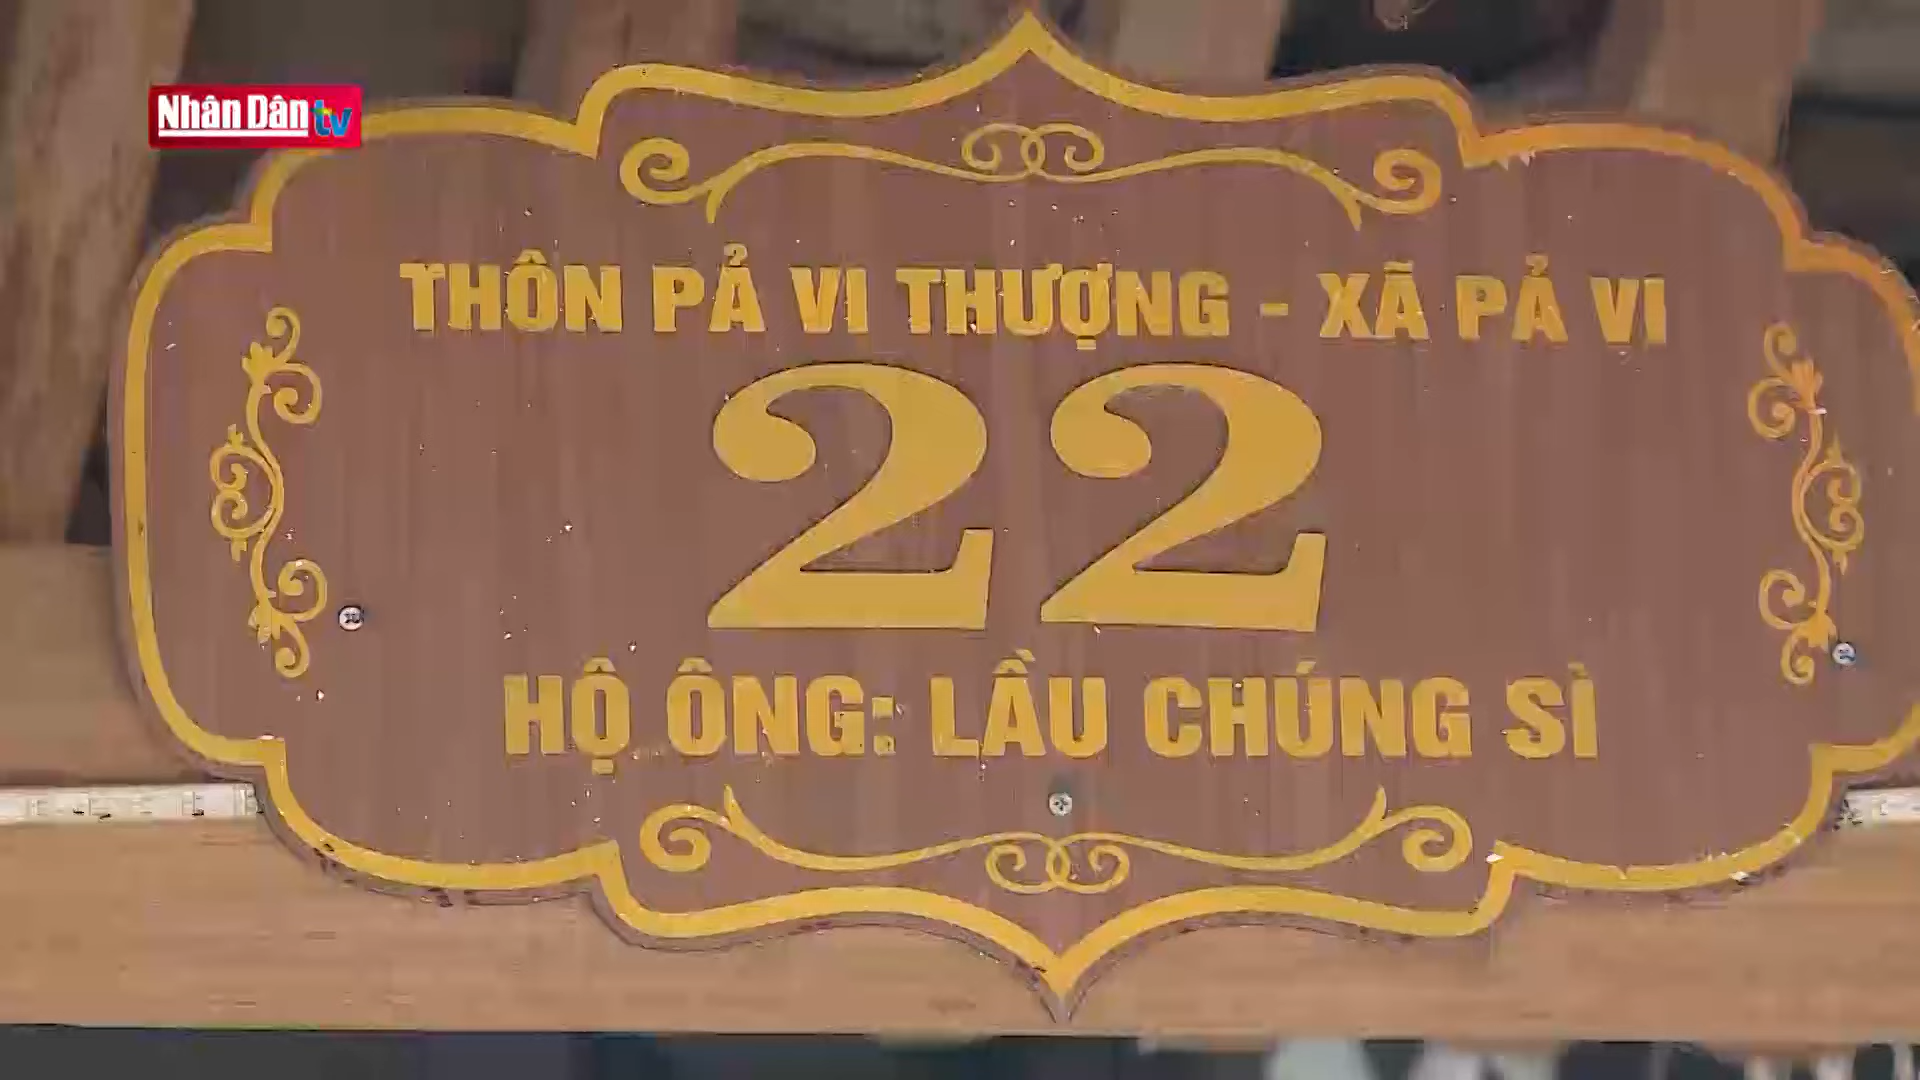 Nhân Dân tv
THÔN PẢ VI THƯỢNG - XÃ PẢ VI
22
HỘ ÔNG: LẦU CHÚNG SÌ